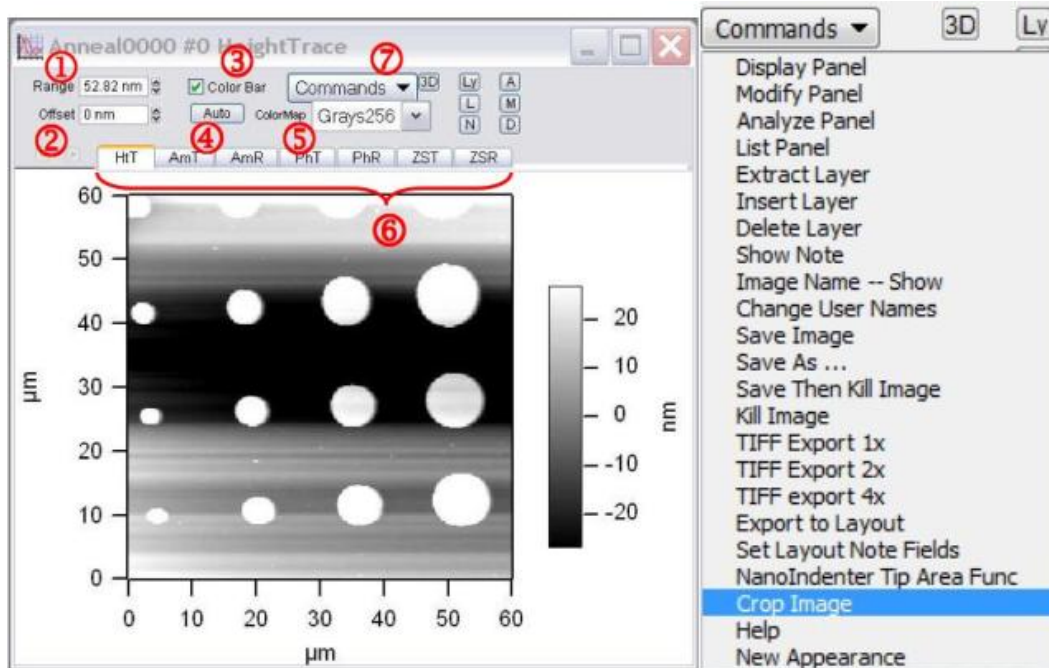 Anneal0000 #0 HeightTrace
① ③ ⑦
Range 52.82 nm Color Bar Commands 3D Ly A
L M
Offset 0 nm Auto ColorMap Grays256 N D
② ④ ⑤
HtT AmT AmR PhT PhR ZST ZSR
⑥
60
50
40
30
20
10
0
µm
0 10 20 30 40 50 60
µm
20
10
0
-10
-20
nm
Commands 3D Ly
Display Panel
Modify Panel
Analyze Panel
List Panel
Extract Layer
Insert Layer
Delete Layer
Show Note
Image Name -- Show
Change User Names
Save Image
Save As ...
Save Then Kill Image
Kill Image
TIFF Export 1x
TIFF Export 2x
TIFF export 4x
Export to Layout
Set Layout Note Fields
NanoIndenter Tip Area Func
Crop Image
Help
New Appearance